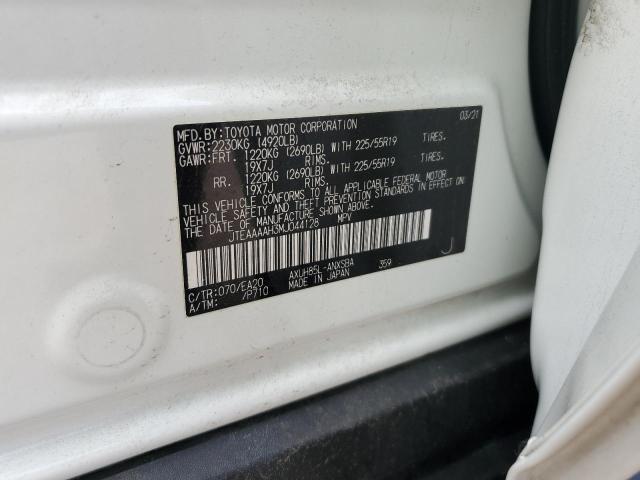 MFD.BY:TOYOTA MOTOR CORPORATION 03/21
GVWR:2230KG (4920LB)
GAWR:FRT. 1220KG (2690LB) WITH 225/55R19 TIRES.
19X7J RIMS.
RR. 1220KG (2690LB) WITH 225/55R19 TIRES.
19X7J RIMS.
THIS VEHICLE CONFORMS TO ALL APPLICABLE FEDERAL MOTOR
VEHICLE SAFETY, BUMPER, AND THEFT PREVENTION STANDARDS IN EFFECT
ON THE DATE OF MANUFACTURE SHOWN ABOVE.
JTEAAAAH3MJ044128 MPV
J
C/TR:070/EA20 AXUH85L-ANXSBA 359
A/TM: /P710 MADE IN JAPAN